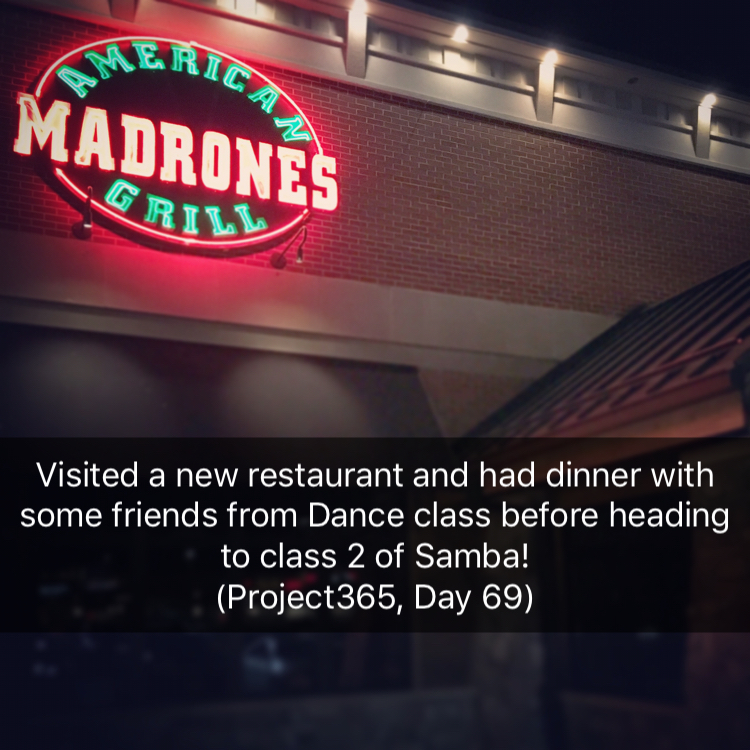 AMERICAN
MADRONES
GRILL
Visited a new restaurant and had dinner with
some friends from Dance class before heading
to class 2 of Samba!
(Project365, Day 69)